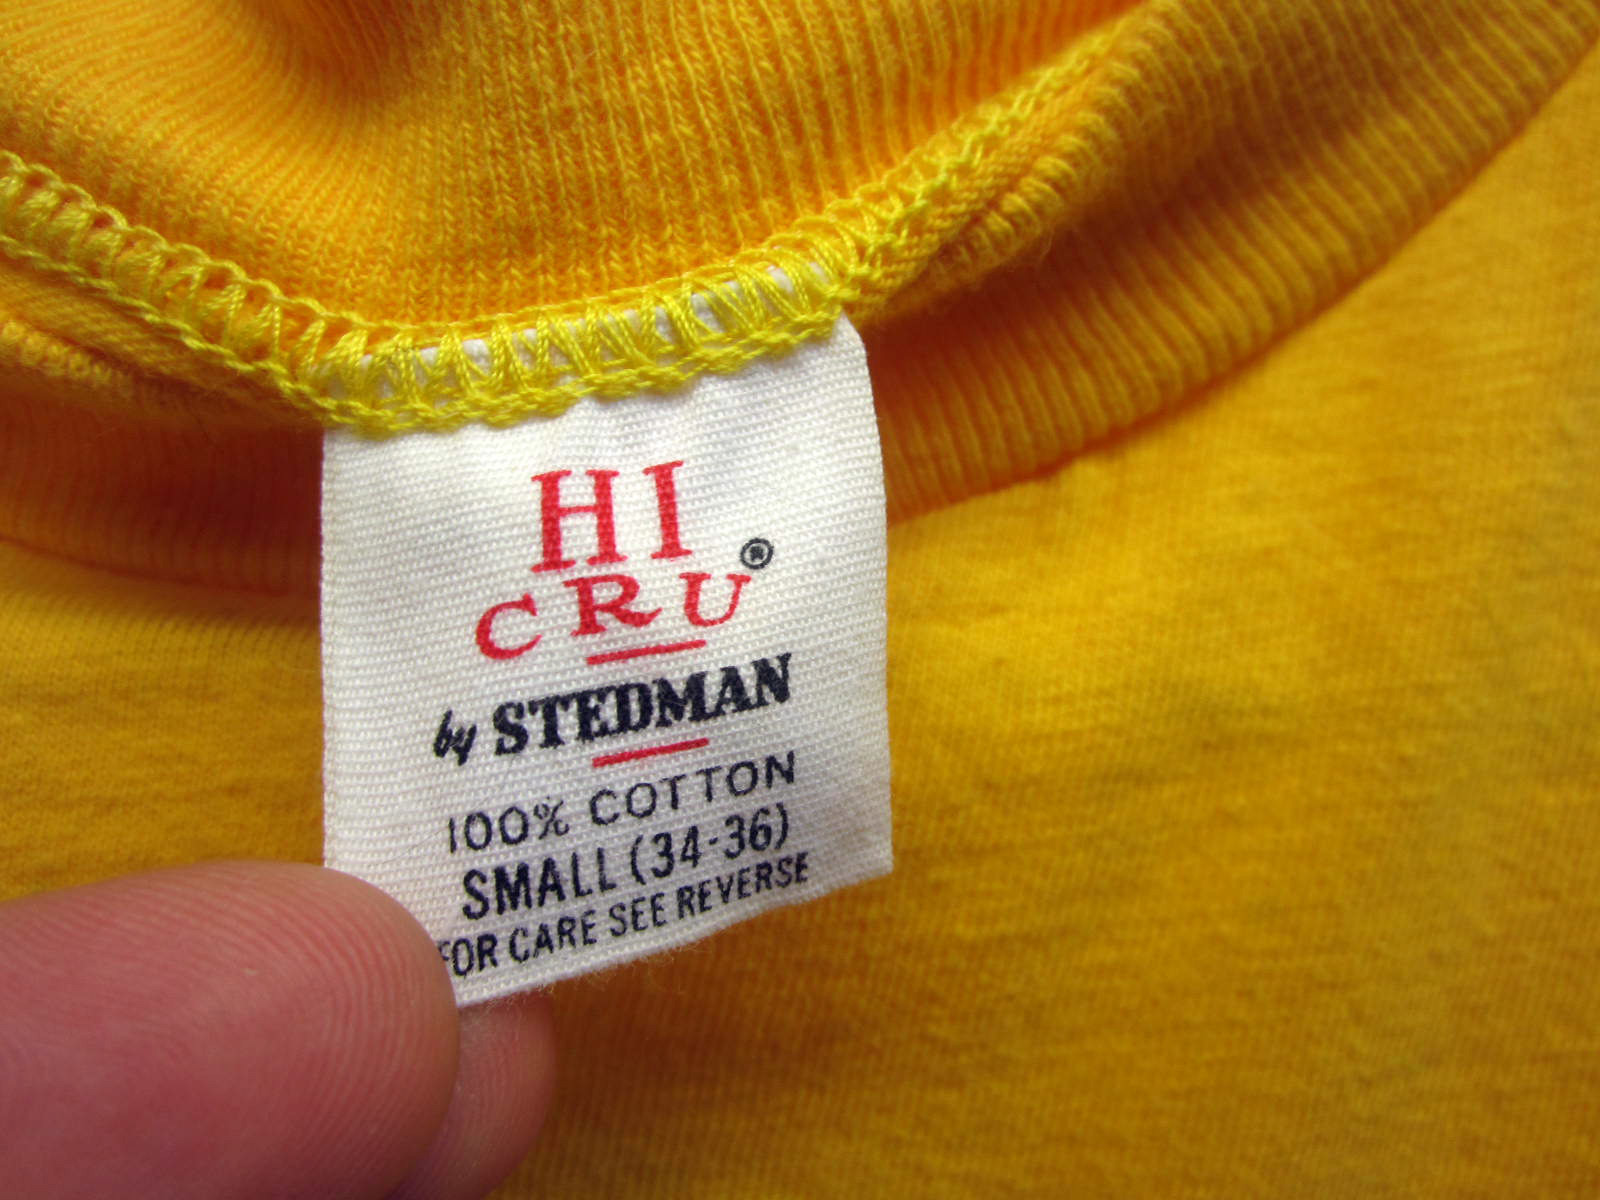 HI
CRU®
by STEDMAN
100% COTTON
SMALL (34-36)
FOR CARE SEE REVERSE